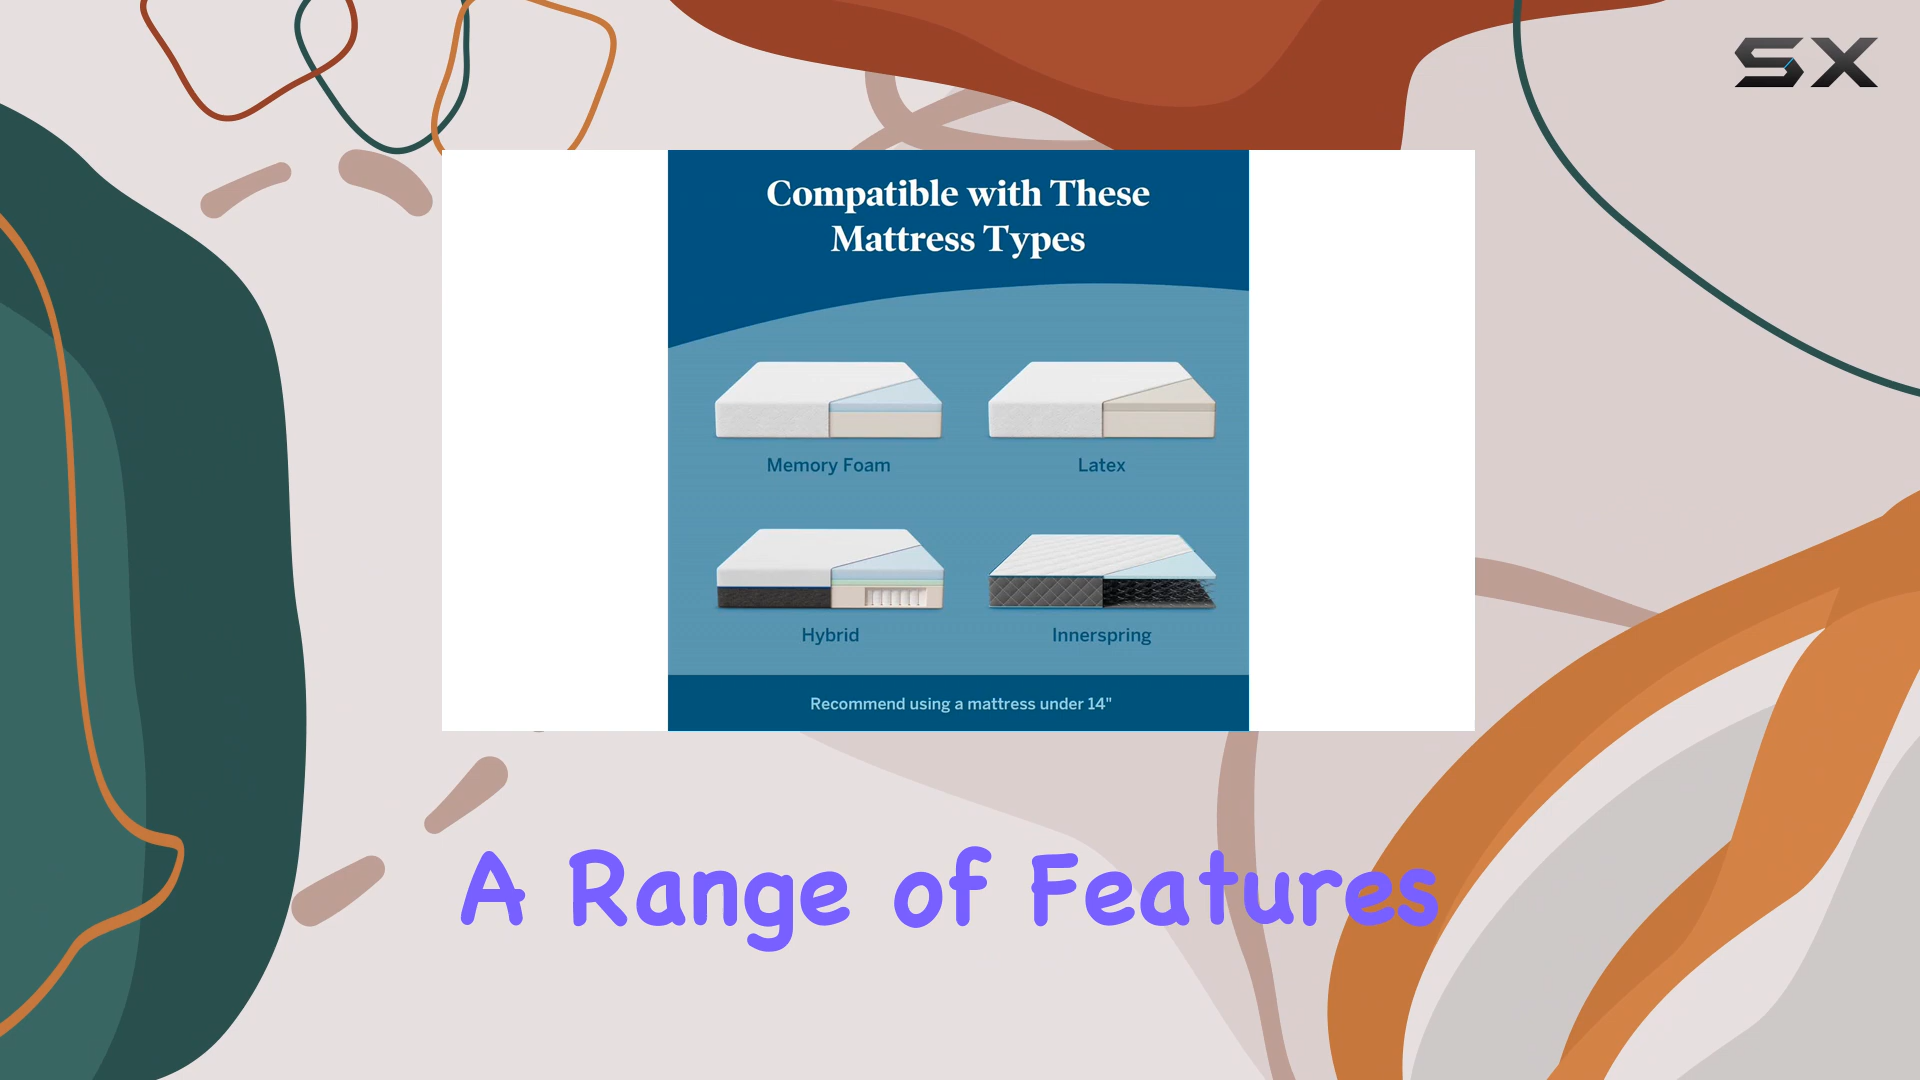 SX
Compatible with These
Mattress Types
Memory Foam
Latex
Hybrid
Innerspring
Recommend using a mattress under 14"
A Range of Features